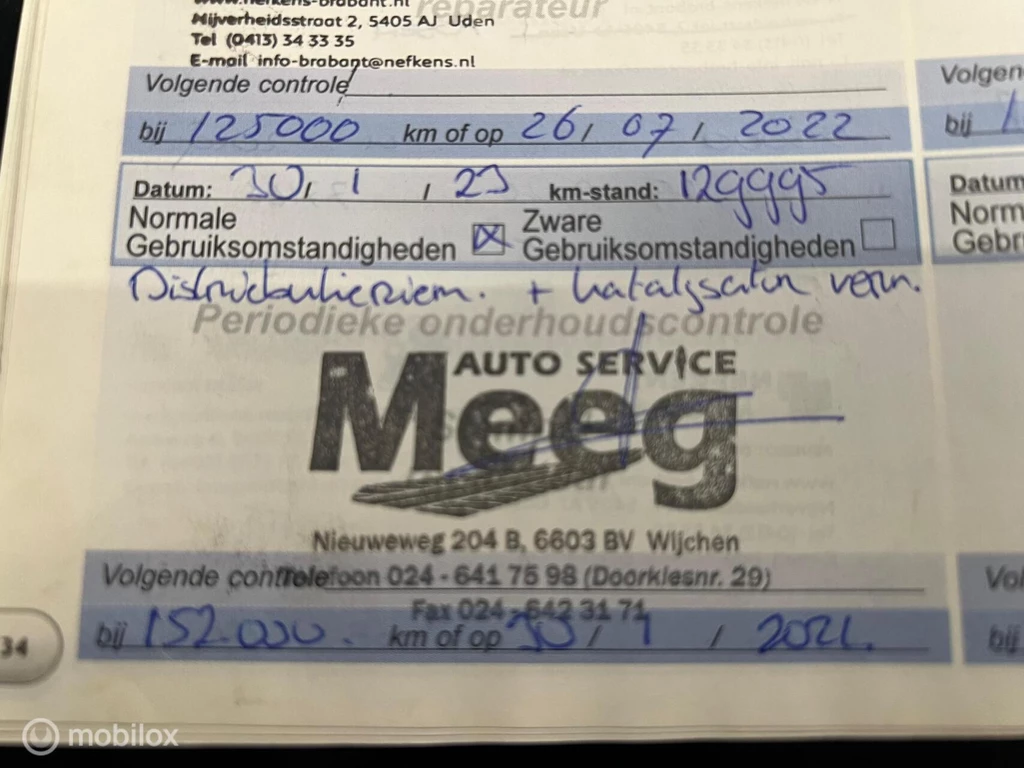 www.nefkens-brabant.nl
reparateur
Nijverheidsstraat 2, 5405 AJ Uden
Tel (0413) 34 33 35
E-mail info-brabant@nefkens.nl
Volgende controle
bij 125000 km of op 26/ 07 / 2022
Datum: 30/ 1 / 23 km-stand: 129995
Normale Gebruiksomstandigheden
Zware Gebruiksomstandigheden
Distributieriem. + katalysator vern.
Periodieke onderhoudscontrole
AUTO SERVICE
Meeg
Nieuweweg 204 B, 6603 BV Wijchen
Volgende controle
Telefoon 024 - 641 75 98 (Doorkiesnr. 29)
Fax 024 - 642 31 71
bij 152.000. km of op 30 / 1 / 2024.
34
Volgen
bij 1
Datum
Norm
Gebr
Vol
bij
mobilox